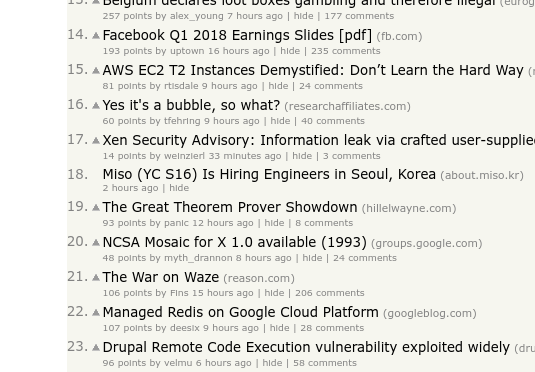 Belgium declares loot boxes gambling and therefore illegal
257 points by alex_young 7 hours ago | hide | 177 comments
14. Facebook Q1 2018 Earnings Slides [pdf] (fb.com)
193 points by uptown 16 hours ago | hide | 235 comments
15. AWS EC2 T2 Instances Demystified: Don’t Learn the Hard Way
81 points by rtisdale 9 hours ago | hide | 24 comments
16. Yes it's a bubble, so what? (researchaffiliates.com)
60 points by tfehring 9 hours ago | hide | 40 comments
17. Xen Security Advisory: Information leak via crafted user-supplie
14 points by weinzierl 33 minutes ago | hide | 3 comments
18. Miso (YC S16) Is Hiring Engineers in Seoul, Korea (about.miso.kr)
2 hours ago | hide
19. The Great Theorem Prover Showdown (hillelwayne.com)
93 points by panic 12 hours ago | hide | 8 comments
20. NCSA Mosaic for X 1.0 available (1993) (groups.google.com)
48 points by myth_drannon 8 hours ago | hide | 24 comments
21. The War on Waze (reason.com)
106 points by Fins 15 hours ago | hide | 206 comments
22. Managed Redis on Google Cloud Platform (googleblog.com)
107 points by deesix 9 hours ago | hide | 28 comments
23. Drupal Remote Code Execution vulnerability exploited widely (dru
96 points by velmu 6 hours ago | hide | 58 comments